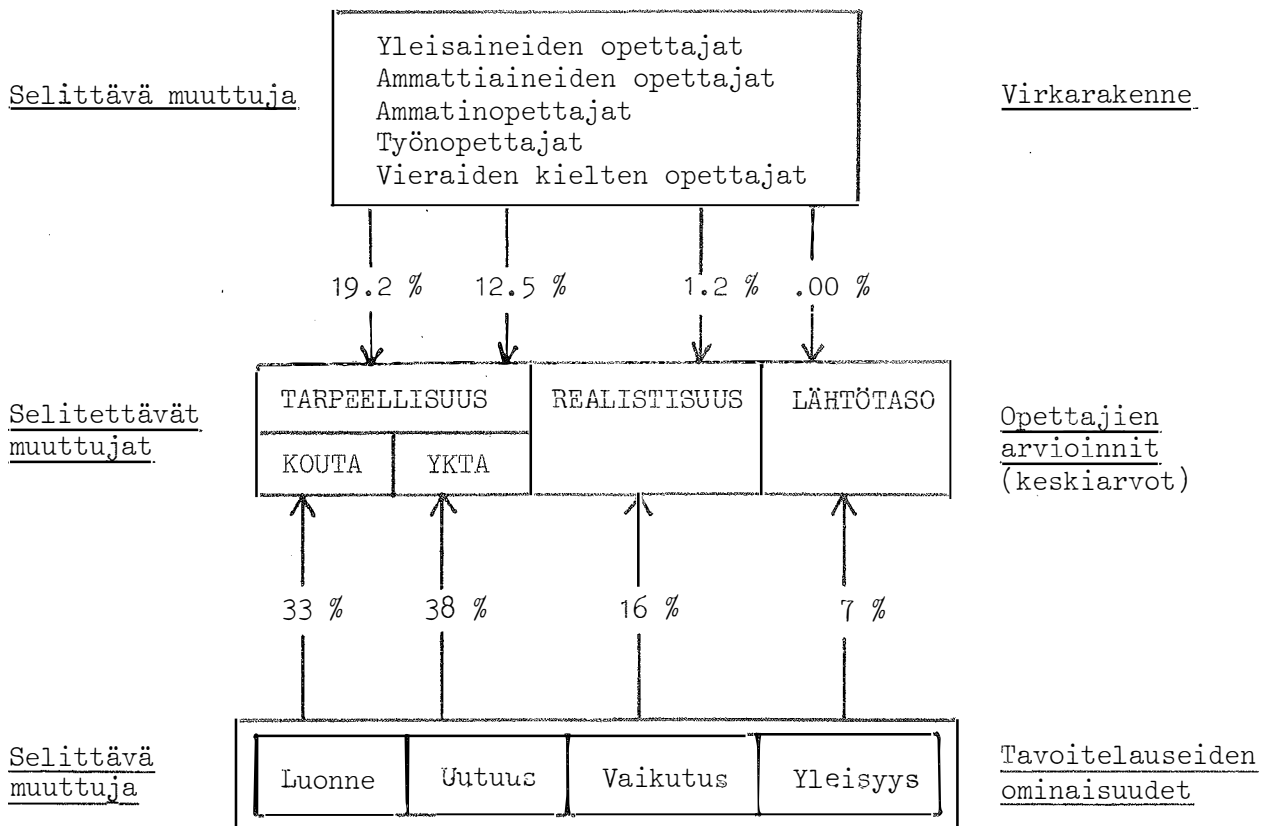 Yleisaineiden opettajat
Ammattiaineiden opettajat
Selittävä muuttuja
Virkarakenne
Ammatinopettajat
Työnopettajat
Vieraiden kielten opettajat
19.2 % 12.5 % 1.2 % .00 %
TARPEELLISUUS REALISTISUUS LÄHTÖTASO
Selitettävät
muuttujat
KOUTA YKTA
Opettajien
arvioinnit
(keskiarvot)
33 % 38 % 16 % 7 %
Selittävä
muuttuja
Luonne Uutuus Vaikutus Yleisyys
Tavoitelauseiden
ominaisuudet